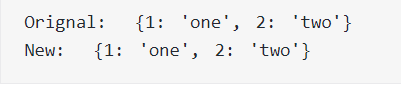 Orignal:  {1: 'one', 2: 'two'}
New:  {1: 'one', 2: 'two'}